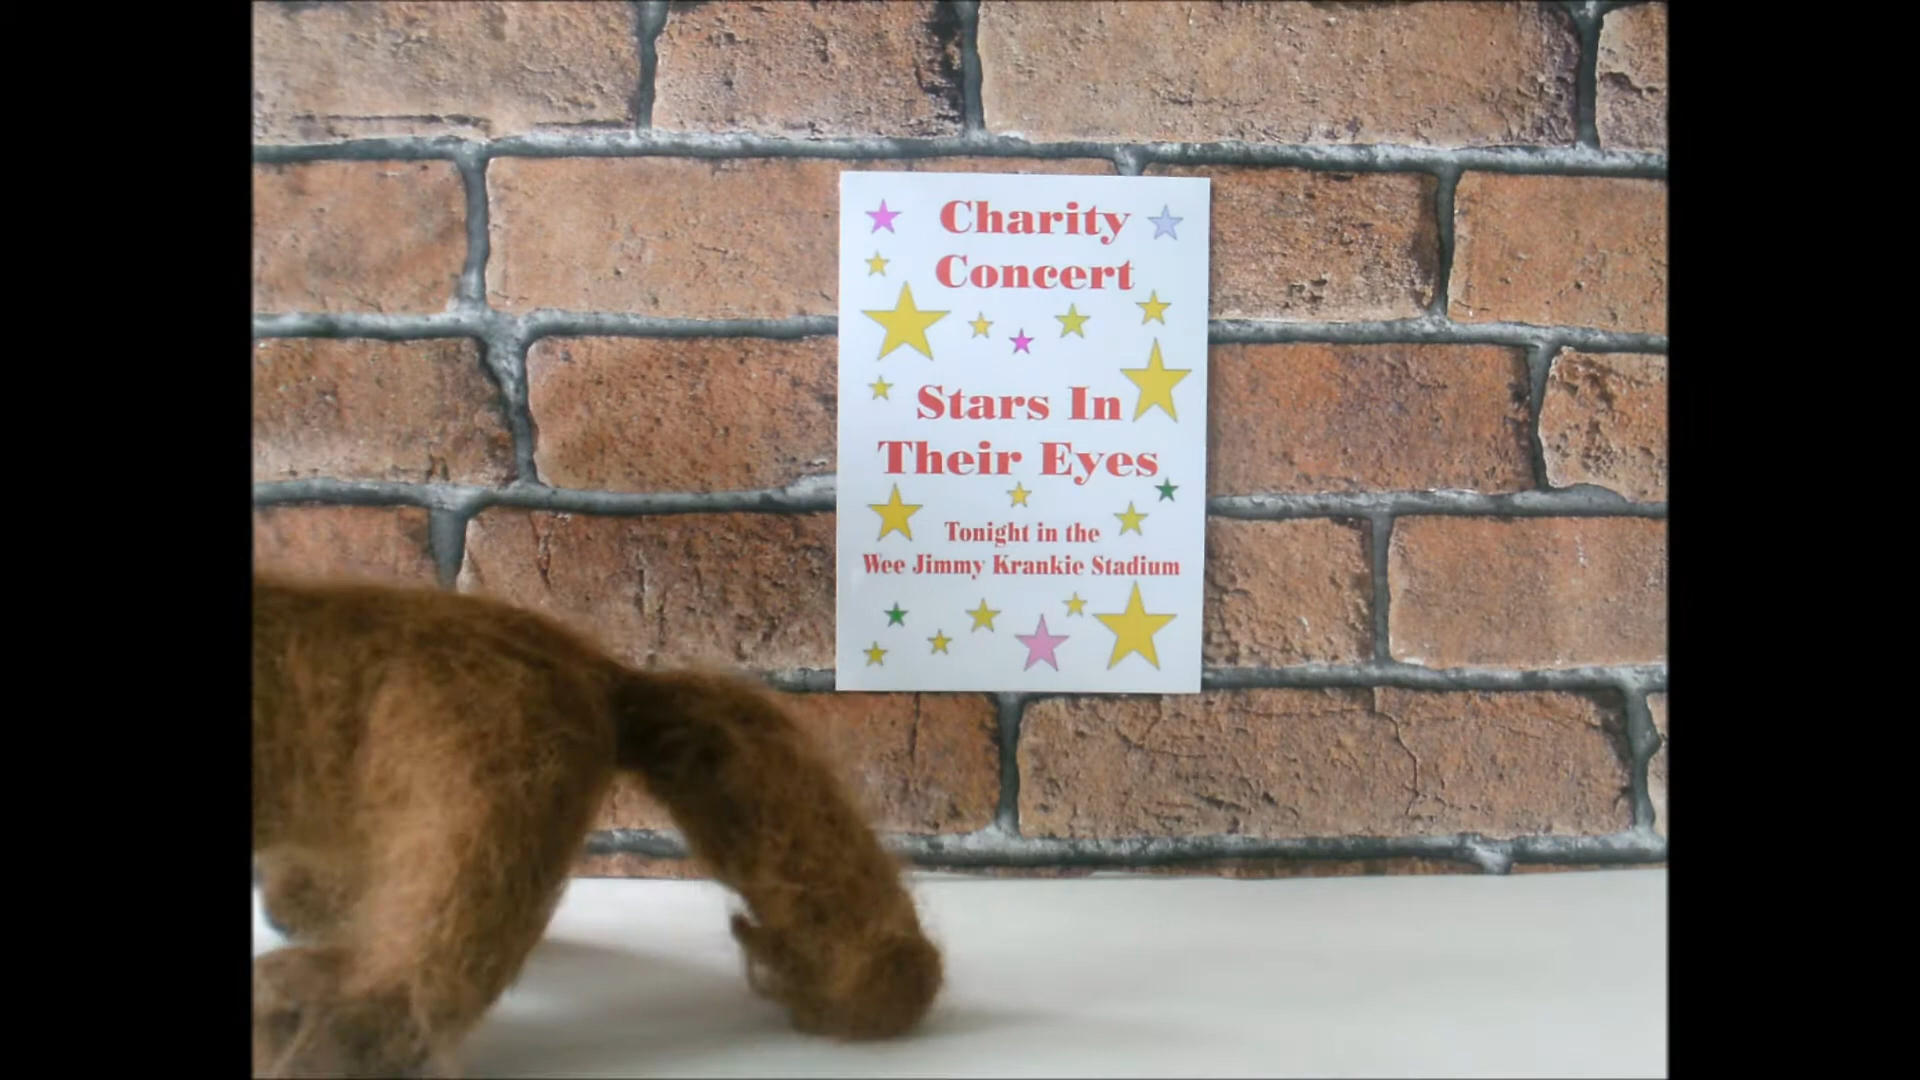 Charity
Concert
Stars In
Their Eyes
Tonight in the
Wee Jimmy Krankie Stadium